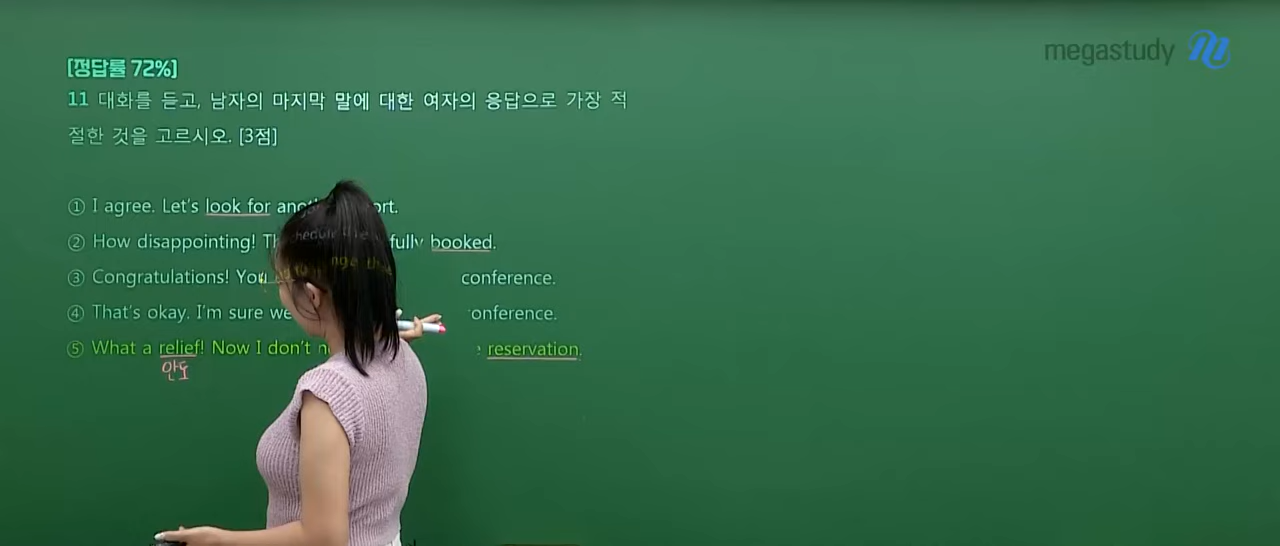 megastudy
[정답률 72%]
11 대화를 듣고, 남자의 마지막 말에 대한 여자의 응답으로 가장 적
절한 것을 고르시오. [3점]
① I agree. Let's look for
② How disappointing! fully booked.
③ Congratulations! You conference.
④ That's okay. I'm sure we
⑤ What a relief! Now I don't reservation.
안도